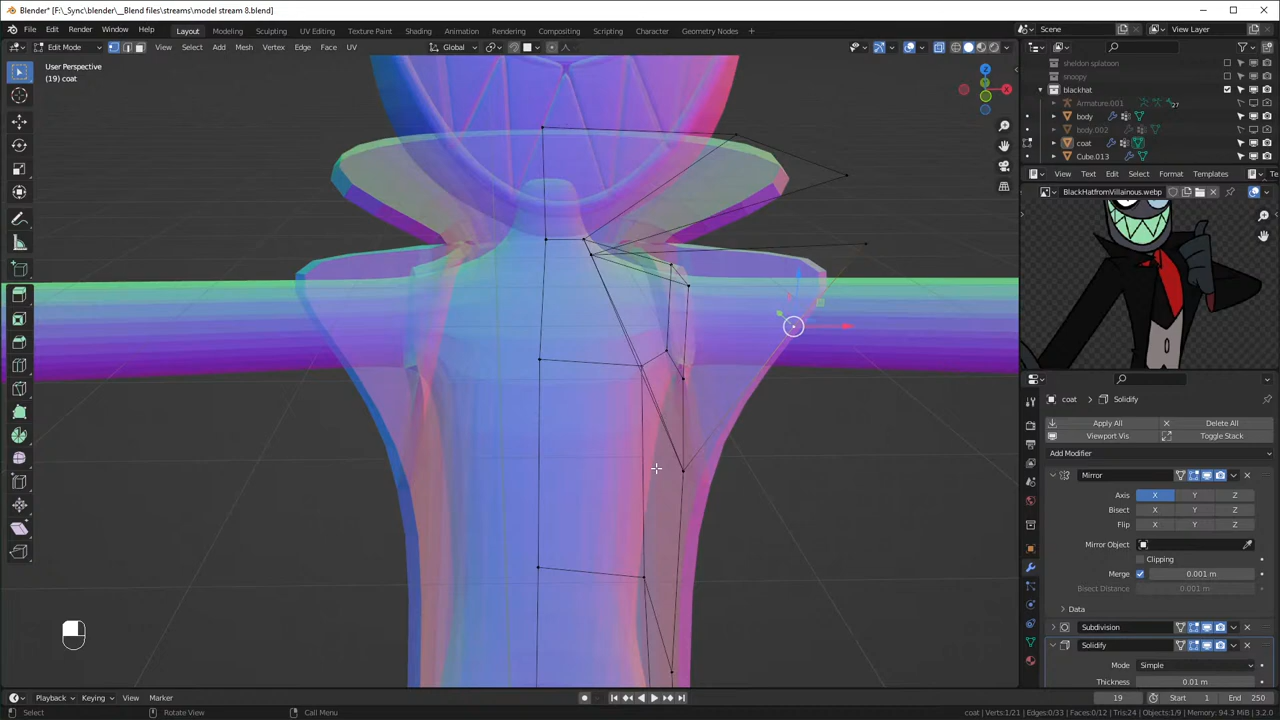 Blender* [F:\_Sync\blender\__Blend files\streams\model stream 8.blend]
File Edit Render Window Help Layout Modeling Sculpting UV Editing Texture Paint Shading Animation Rendering Compositing Scripting Character Geometry Nodes Scene View Layer
Edit Mode View Select Add Mesh Vertex Edge Face UV Global
User Perspective
(19) coat
sheldon splatoon
snoopy
blackhat
Armature.001 27
body
body.002
coat
Cube.013
View Text Edit Select Format Templates
BlackHatfromVillainous.webp
coat > Solidify
Apply All Delete All
Viewport Vis Toggle Stack
Add Modifier
Mirror
Axis X Y Z
Bisect X Y Z
Flip X Y Z
Mirror Object
Clipping
Merge 0.001 m
Bisect Distance 0.001 m
Data
Subdivision
Solidify
Mode Simple
Thickness 0.01 m
Playback Keying View Marker 19 Start 1 End 250
Select Rotate View Call Menu coat | Verts:1/21 | Edges:0/33 | Faces:0/12 | Tris:24 | Objects:1/9 | Memory: 94.3 MiB | 3.2.0